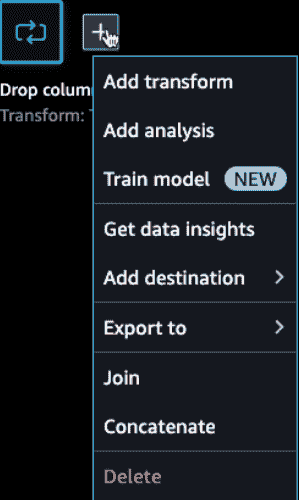 Drop colum
Transform:
Add transform
Add analysis
Train model NEW
Get data insights
Add destination
Export to
Join
Concatenate
Delete